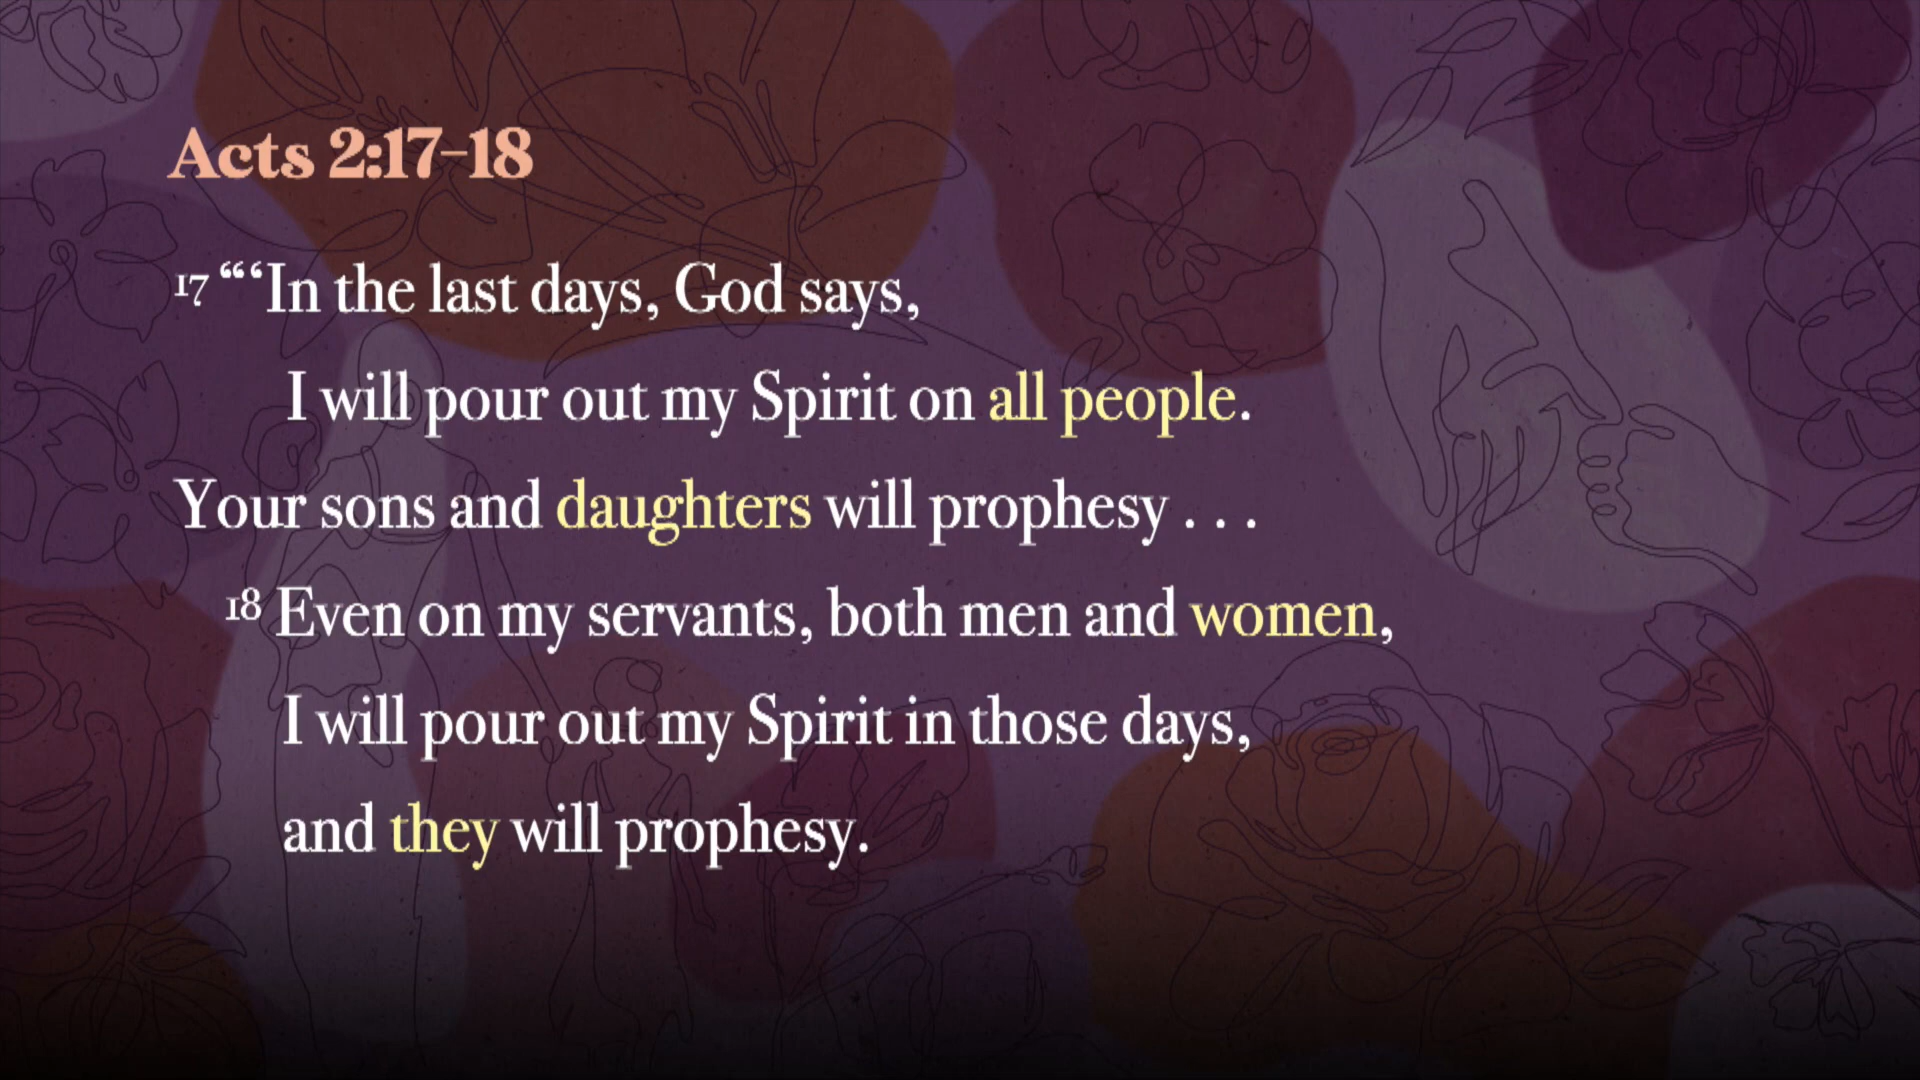 Acts 2:17–18
17 “‘In the last days, God says,
I will pour out my Spirit on all people.
Your sons and daughters will prophesy . . .
18 Even on my servants, both men and women,
I will pour out my Spirit in those days,
and they will prophesy.